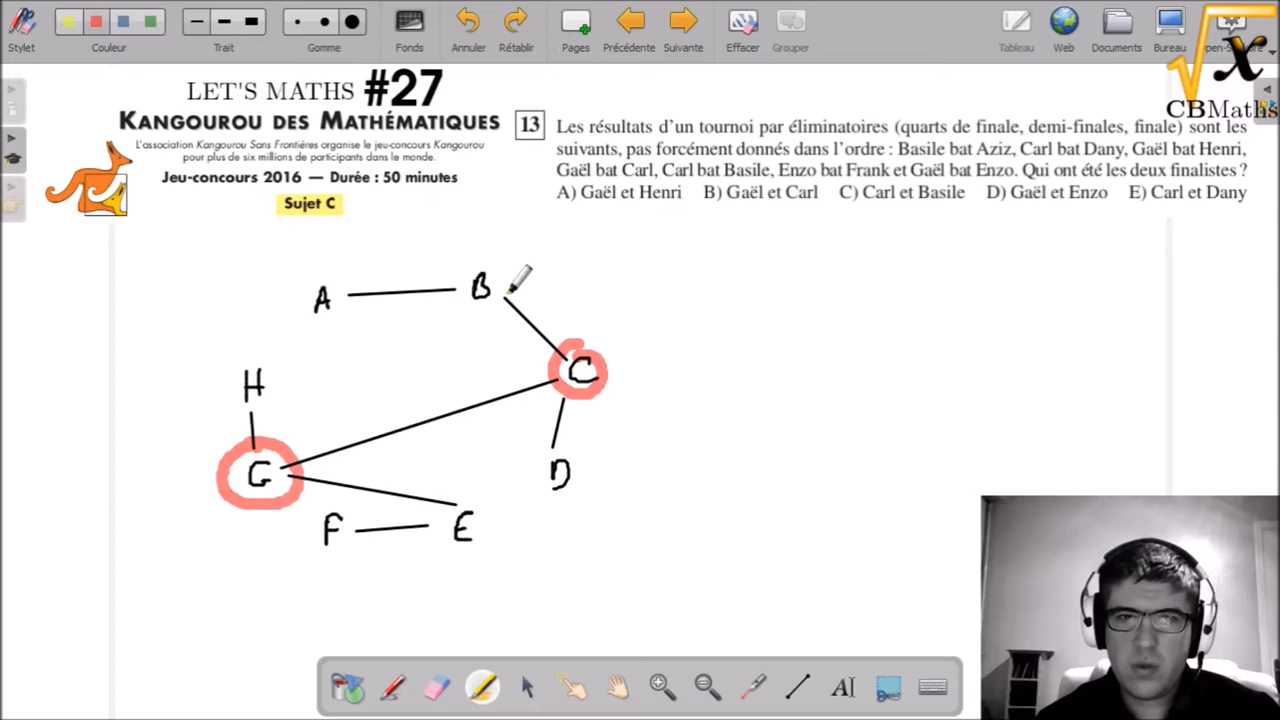 Stylet
Couleur
Trait
Gomme
Fonds
Annuler
Rétablir
Pages
Précédente
Suivante
Effacer
Grouper
Tableau
Web
Documents
Bureau
x
CBMaths
LET'S MATHS #27
KANGOUROU DES MATHÉMATIQUES
L'association Kangourou Sans Frontières organise le jeu-concours Kangourou
pour plus de six millions de participants dans le monde.
Jeu-concours 2016 — Durée : 50 minutes
Sujet C
13 Les résultats d'un tournoi par éliminatoires (quarts de finale, demi-finales, finale) sont les
suivants, pas forcément donnés dans l'ordre : Basile bat Aziz, Carl bat Dany, Gaël bat Henri,
Gaël bat Carl, Carl bat Basile, Enzo bat Frank et Gaël bat Enzo. Qui ont été les deux finalistes ?
A) Gaël et Henri B) Gaël et Carl C) Carl et Basile D) Gaël et Enzo E) Carl et Dany
A B
C
H
G
D
F E
AI